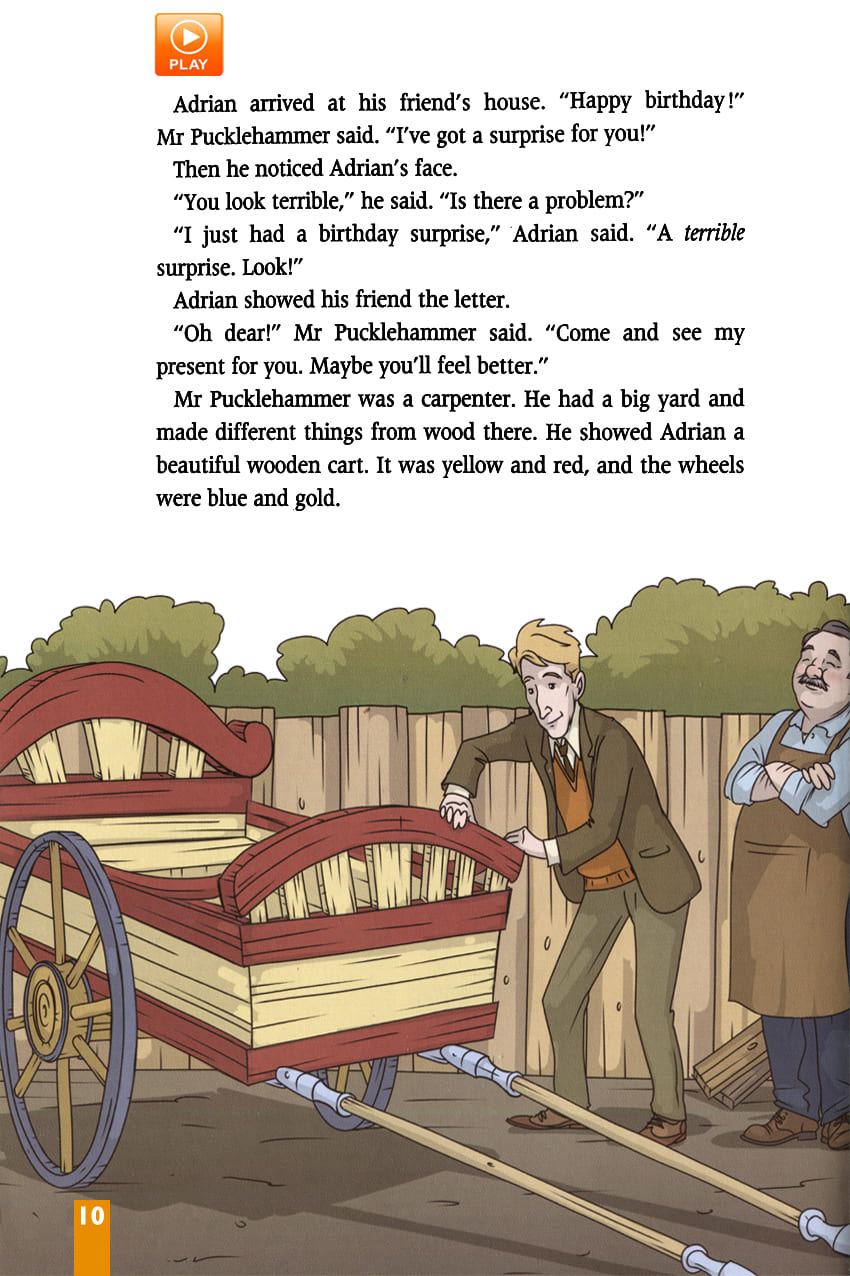 PLAY
Adrian arrived at his friend's house. “Happy birthday!”
Mr Pucklehammer said. “I've got a surprise for you!”
Then he noticed Adrian's face.
“You look terrible,” he said. “Is there a problem?”
“I just had a birthday surprise,” Adrian said. “A terrible
surprise. Look!”
Adrian showed his friend the letter.
“Oh dear!” Mr Pucklehammer said. “Come and see my
present for you. Maybe you'll feel better.”
Mr Pucklehammer was a carpenter. He had a big yard and
made different things from wood there. He showed Adrian a
beautiful wooden cart. It was yellow and red, and the wheels
were blue and gold.
10